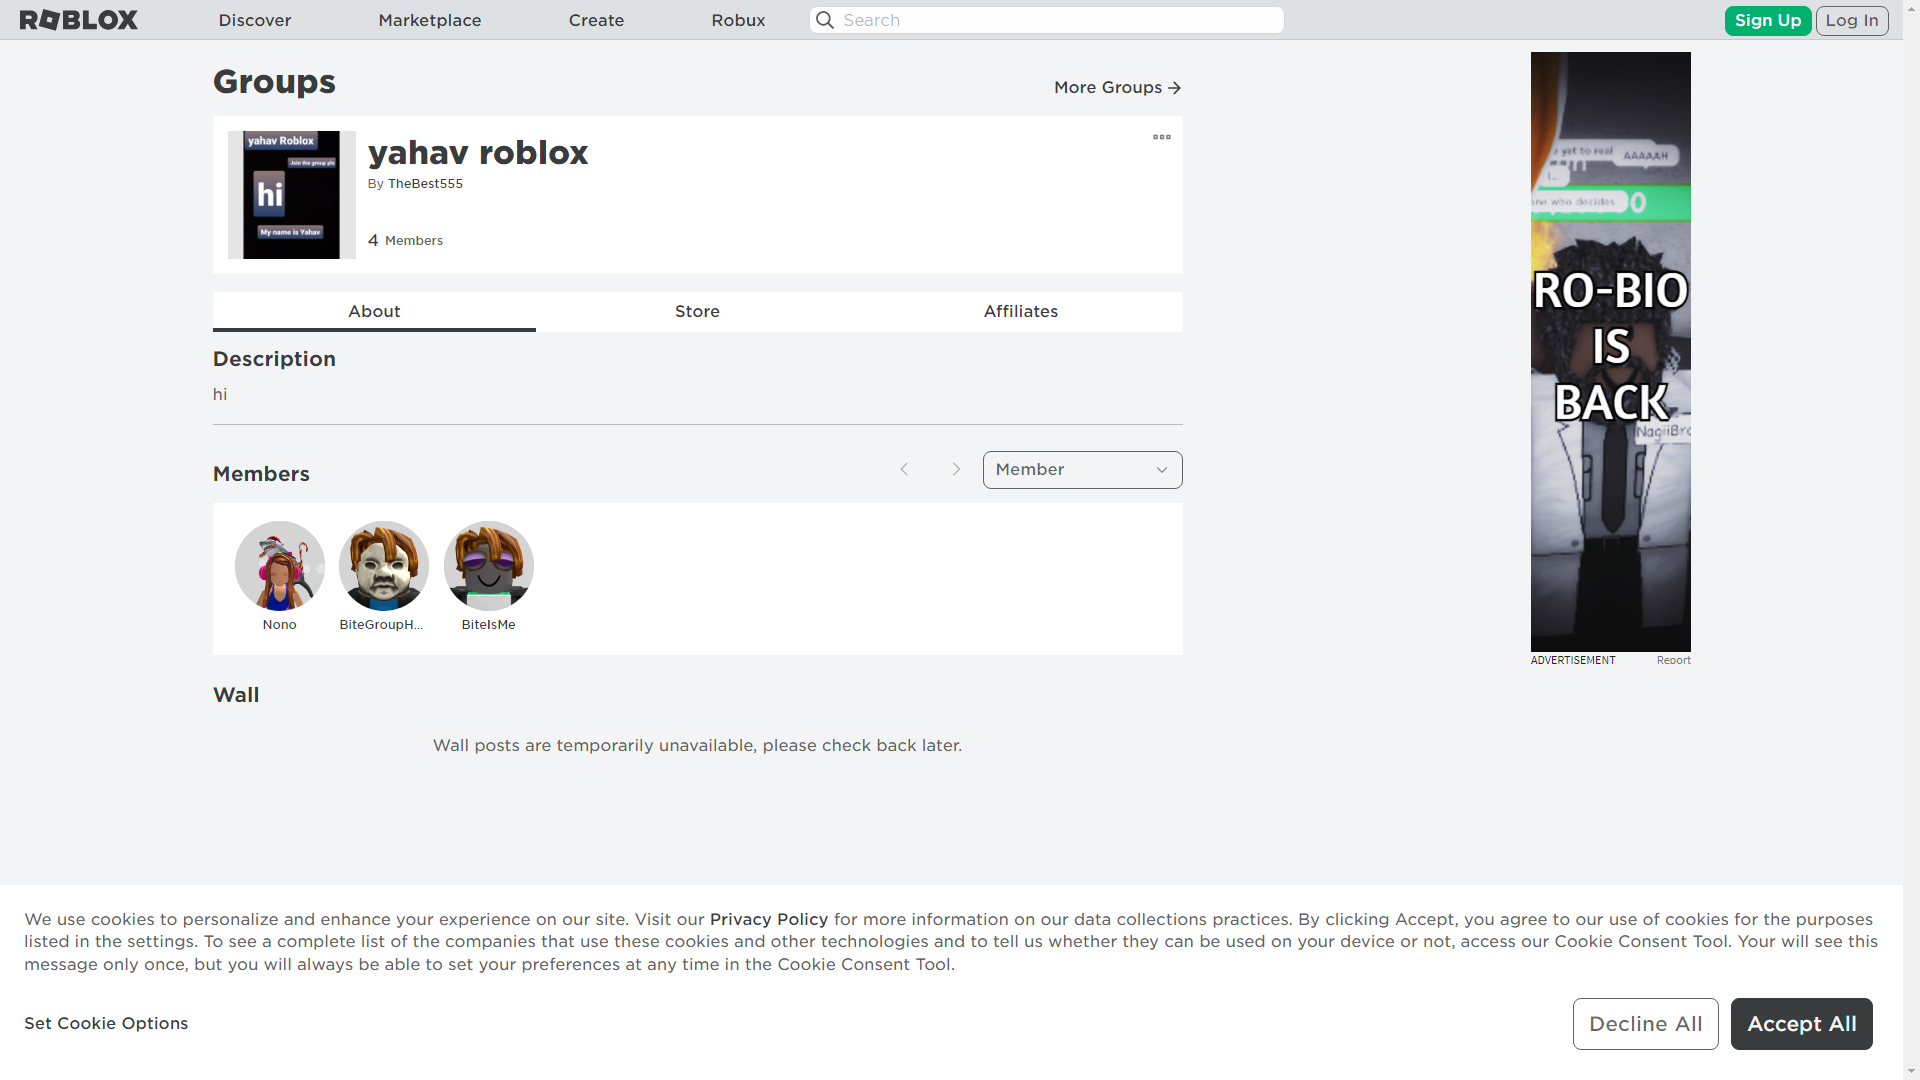 ROBLOX
Discover
Marketplace
Create
Robux
Search
Sign Up
Log In
Groups
More Groups
yahav Roblox
Join the group pls
hi
My name is Yahav
yahav roblox
By TheBest555
4 Members
About
Store
Affiliates
Description
hi
Members
Member
Nono
BiteGroupH...
BiteIsMe
Wall
Wall posts are temporarily unavailable, please check back later.
yet to real
AAAAAH
one who decides
RO-BIO
IS
BACK
ADVERTISEMENT
Report
We use cookies to personalize and enhance your experience on our site. Visit our Privacy Policy for more information on our data collections practices. By clicking Accept, you agree to our use of cookies for the purposes
listed in the settings. To see a complete list of the companies that use these cookies and other technologies and to tell us whether they can be used on your device or not, access our Cookie Consent Tool. Your will see this
message only once, but you will always be able to set your preferences at any time in the Cookie Consent Tool.
Set Cookie Options
Decline All
Accept All